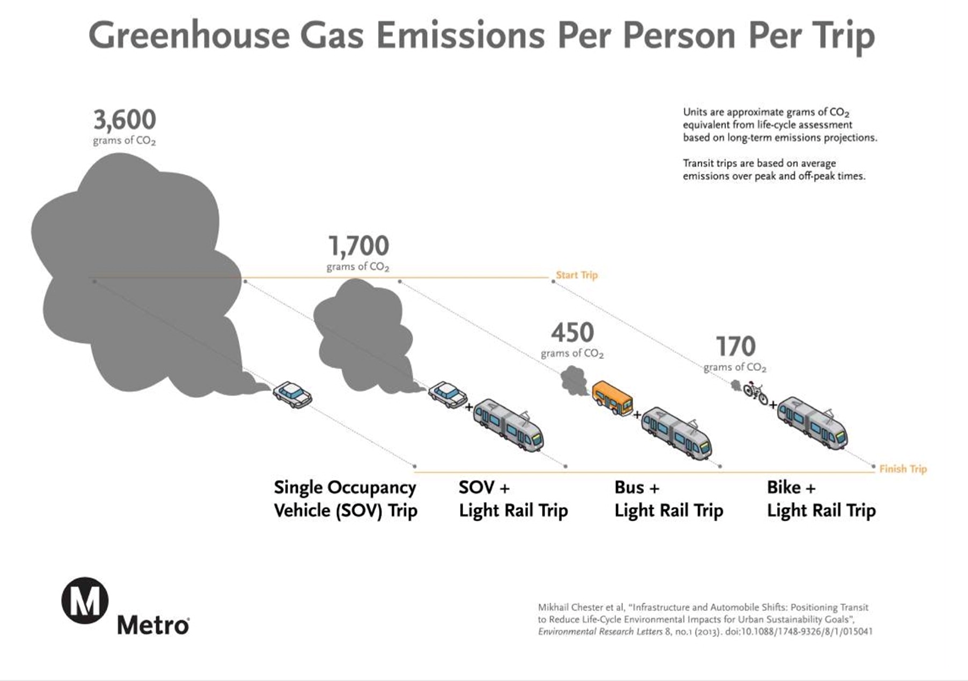 Greenhouse Gas Emissions Per Person Per Trip
3,600
grams of CO₂
Units are approximate grams of CO₂
equivalent from life-cycle assessment
based on long-term emissions projections.
Transit trips are based on average
emissions over peak and off-peak times.
1,700
grams of CO₂
Start Trip
450
grams of CO₂
170
grams of CO₂
+
+
+
Finish Trip
Single Occupancy
Vehicle (SOV) Trip
SOV +
Light Rail Trip
Bus +
Light Rail Trip
Bike +
Light Rail Trip
M
Metro
Mikhail Chester et al, "Infrastructure and Automobile Shifts: Positioning Transit
to Reduce Life-Cycle Environmental Impacts for Urban Sustainability Goals",
Environmental Research Letters 8, no.1 (2013). doi:10.1088/1748-9326/8/1/015041